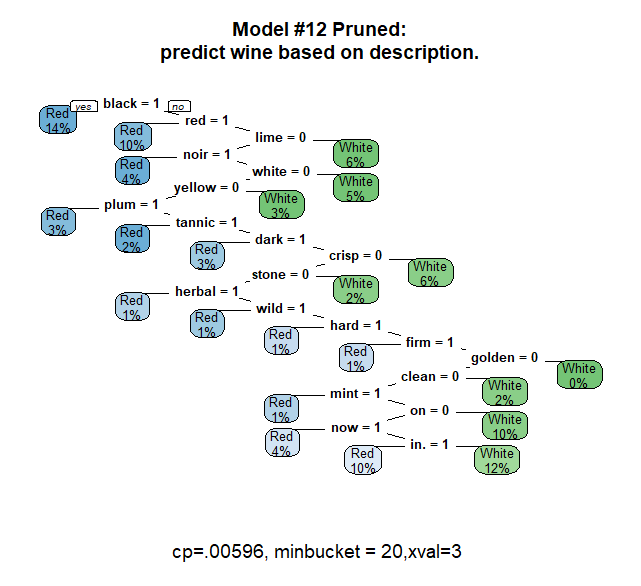 Model #12 Pruned:
predict wine based on description.
yes black = 1 no
Red
14%
red = 1
Red
10%
lime = 0
White
6%
noir = 1
Red
4%
white = 0
White
5%
yellow = 0
White
3%
plum = 1
Red
3%
tannic = 1
Red
2%
dark = 1
Red
3%
crisp = 0
White
6%
stone = 0
White
2%
herbal = 1
Red
1%
wild = 1
Red
1%
hard = 1
Red
1%
firm = 1
Red
1%
golden = 0
White
0%
clean = 0
White
2%
mint = 1
Red
1%
on = 0
White
10%
now = 1
Red
4%
in. = 1
Red
10%
White
12%
cp=.00596, minbucket = 20,xval=3